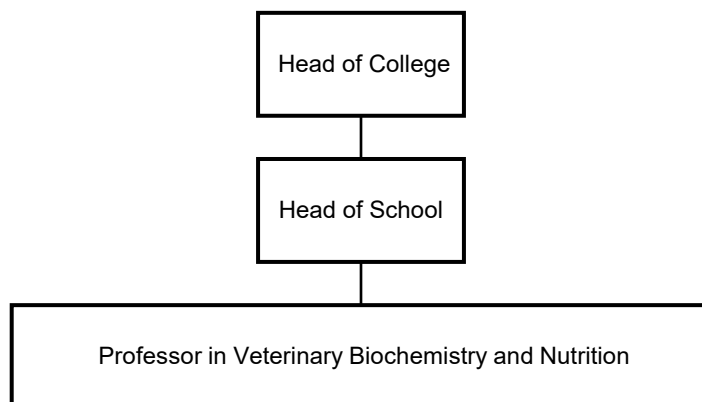 Head of College
Head of School
Professor in Veterinary Biochemistry and Nutrition